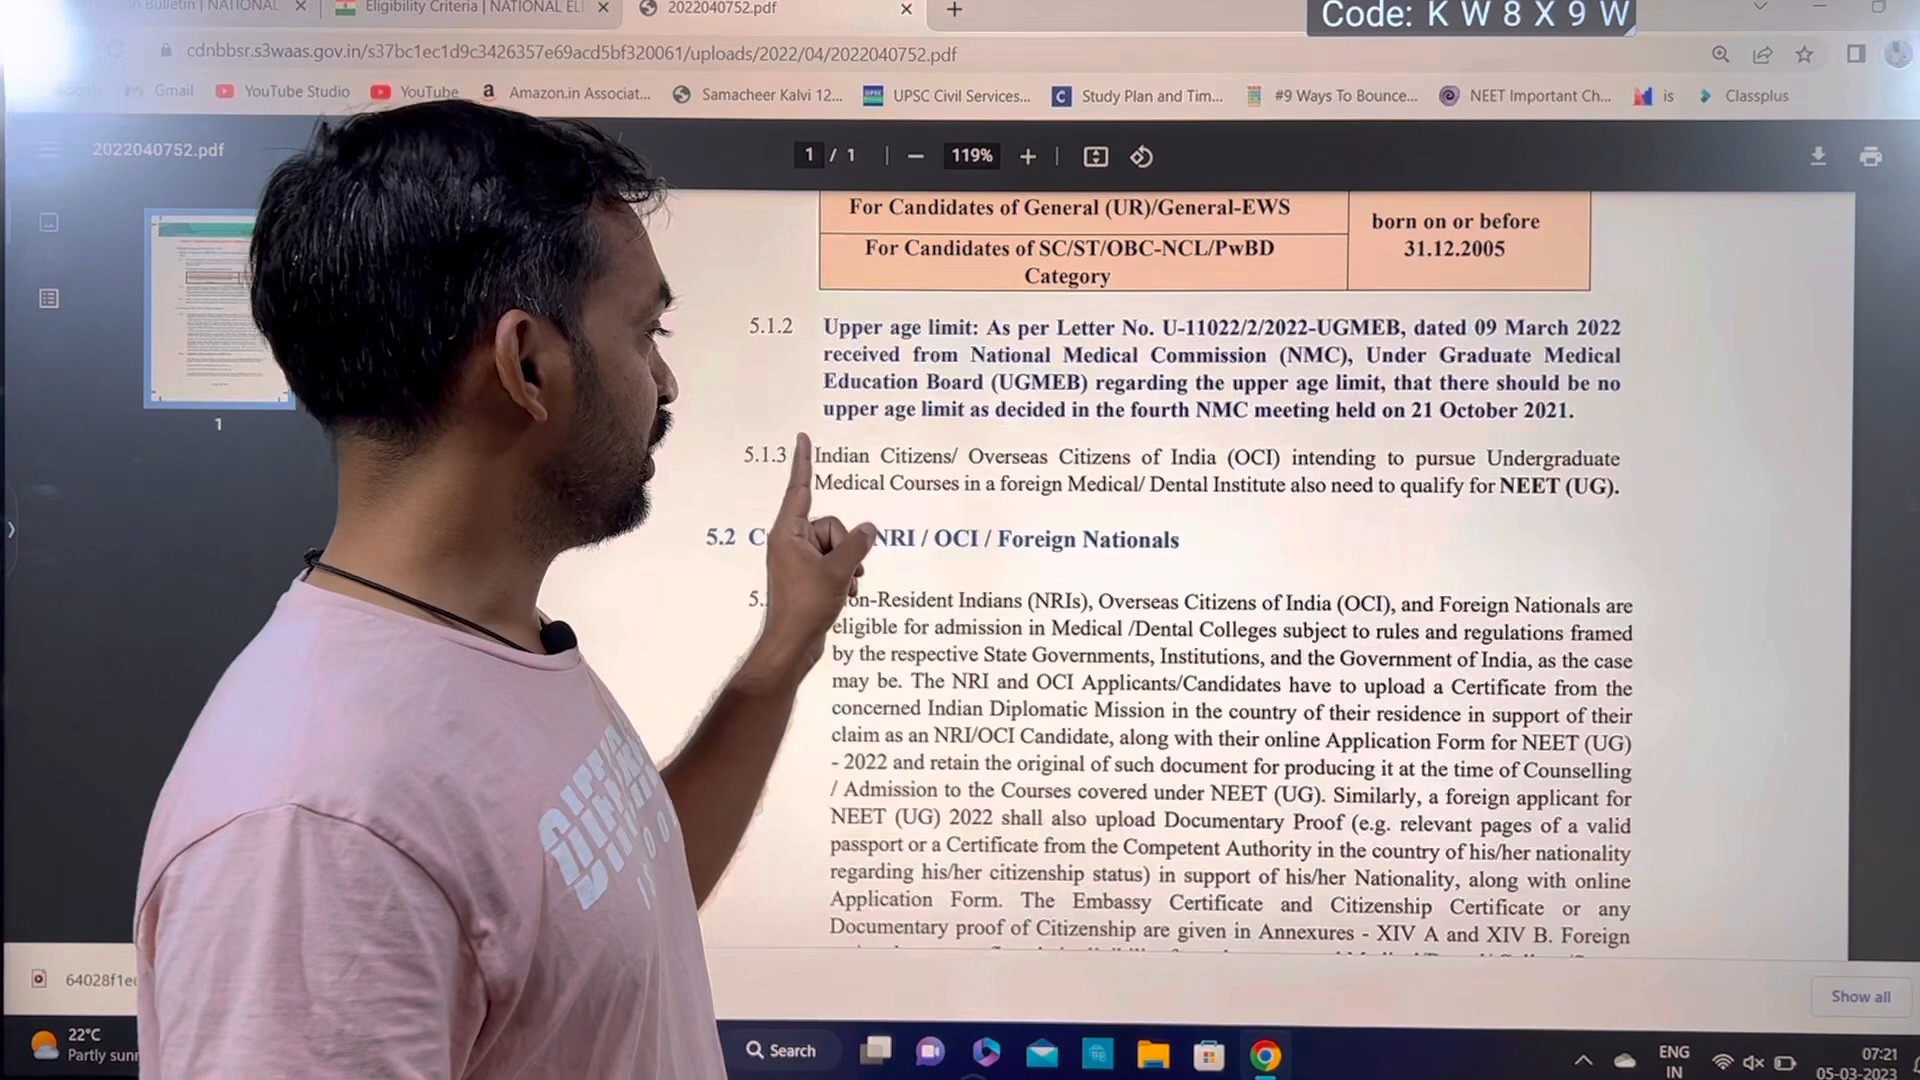 Bulletin | NATIONAL
Eligibility Criteria | NATIONAL EL
2022040752.pdf
Code: K W 8 X 9 W
cdnbbsr.s3waas.gov.in/s37bc1ec1d9c3426357e69acd5bf320061/uploads/2022/04/2022040752.pdf
Gmail
YouTube Studio
YouTube
Amazon.in Associat...
Samacheer Kalvi 12...
UPSC Civil Services...
Study Plan and Tim...
#9 Ways To Bounce...
NEET Important Ch...
is
Classplus
2022040752.pdf
1 / 1
119%
1
For Candidates of General (UR)/General-EWS
For Candidates of SC/ST/OBC-NCL/PwBD
Category
born on or before
31.12.2005
5.1.2 Upper age limit: As per Letter No. U-11022/2/2022-UGMEB, dated 09 March 2022
received from National Medical Commission (NMC), Under Graduate Medical
Education Board (UGMEB) regarding the upper age limit, that there should be no
upper age limit as decided in the fourth NMC meeting held on 21 October 2021.
5.1.3 Indian Citizens/ Overseas Citizens of India (OCI) intending to pursue Undergraduate
Medical Courses in a foreign Medical/ Dental Institute also need to qualify for NEET (UG).
5.2 NRI / OCI / Foreign Nationals
on-Resident Indians (NRIs), Overseas Citizens of India (OCI), and Foreign Nationals are
eligible for admission in Medical /Dental Colleges subject to rules and regulations framed
by the respective State Governments, Institutions, and the Government of India, as the case
may be. The NRI and OCI Applicants/Candidates have to upload a Certificate from the
concerned Indian Diplomatic Mission in the country of their residence in support of their
claim as an NRI/OCI Candidate, along with their online Application Form for NEET (UG)
- 2022 and retain the original of such document for producing it at the time of Counselling
/ Admission to the Courses covered under NEET (UG). Similarly, a foreign applicant for
NEET (UG) 2022 shall also upload Documentary Proof (e.g. relevant pages of a valid
passport or a Certificate from the Competent Authority in the country of his/her nationality
regarding his/her citizenship status) in support of his/her Nationality, along with online
Application Form. The Embassy Certificate and Citizenship Certificate or any
Documentary proof of Citizenship are given in Annexures - XIV A and XIV B. Foreign
64028f1e
Show all
22°C
Partly sunn
Search
ENG
IN
07:21
05-03-2023